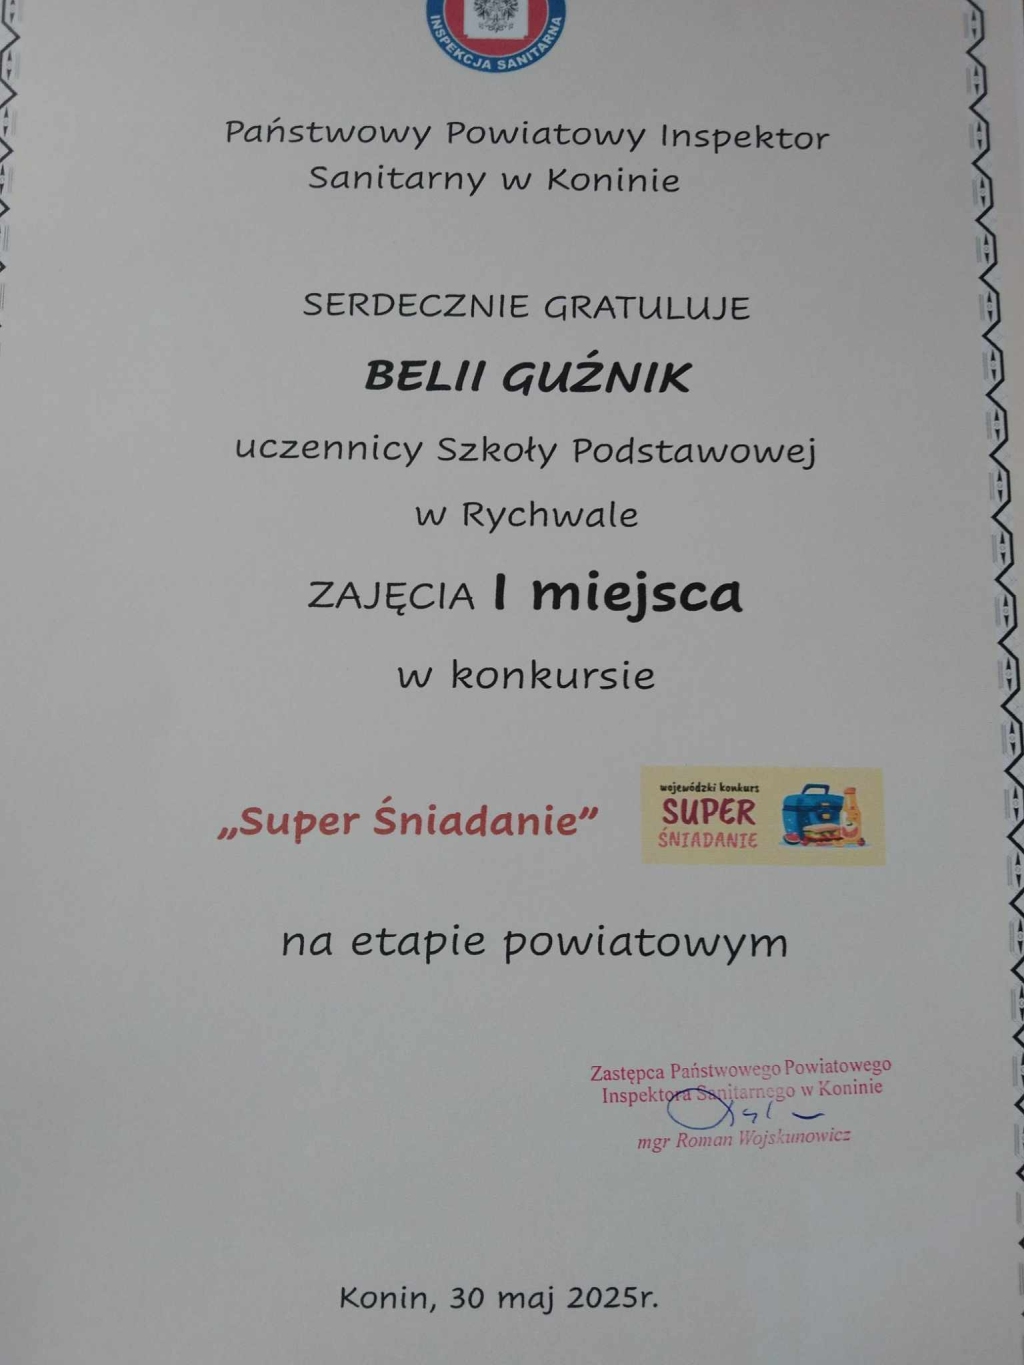 INSPEKCJA SANITARNA
Państwowy Powiatowy Inspektor
Sanitarny w Koninie
SERDECZNIE GRATULUJE
BELII GUŹNIK
uczennicy Szkoły Podstawowej
w Rychwale
ZAJĘCIA I miejsca
w konkursie
„Super Śniadanie”
wojewódzki konkurs
SUPER
ŚNIADANIE
na etapie powiatowym
Zastępca Państwowego Powiatowego
Inspektora Sanitarnego w Koninie
mgr Roman Wojskunowicz
Konin, 30 maj 2025r.